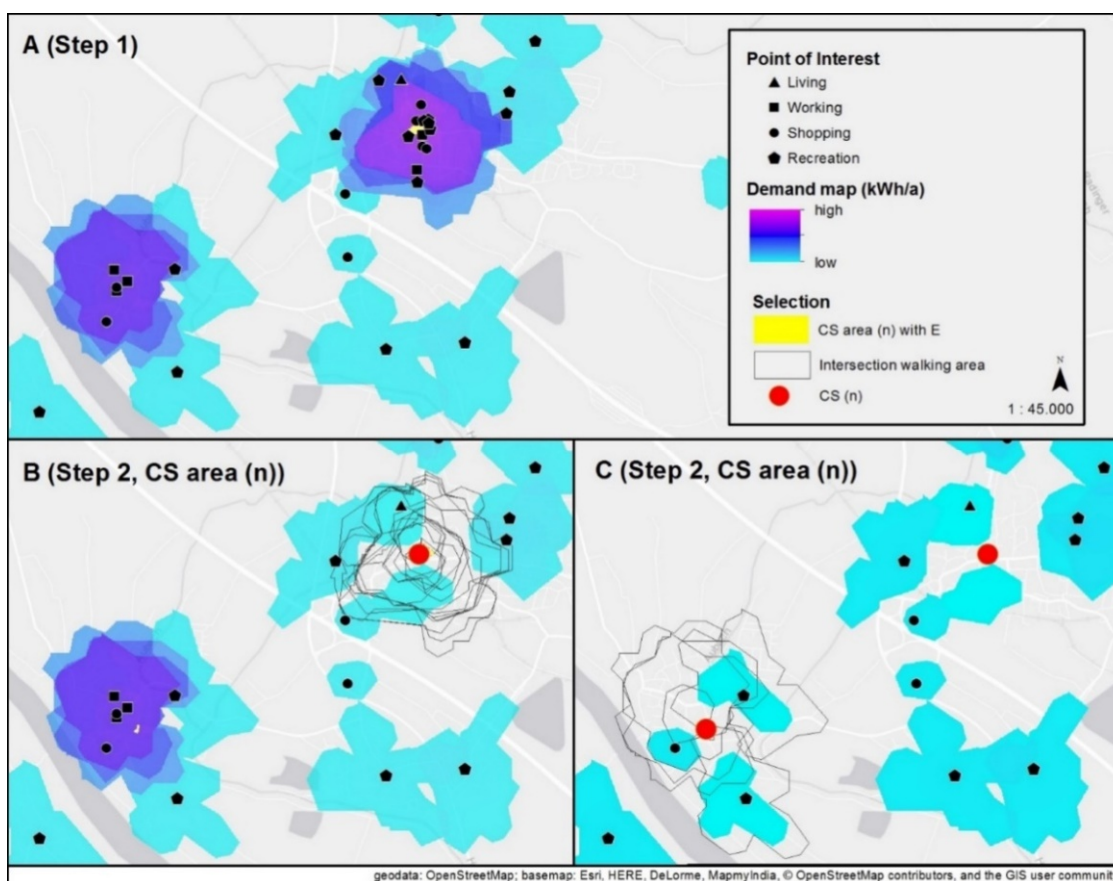 A (Step 1)
Point of Interest
Living
Working
Shopping
Recreation
Demand map (kWh/a)
high
low
Selection
CS area (n) with E
Intersection walking area
CS (n)
N
1 : 45.000
B (Step 2, CS area (n))
C (Step 2, CS area (n))
geodata: OpenStreetMap; basemap: Esri, HERE, DeLorme, MapmyIndia, © OpenStreetMap contributors, and the GIS user communit